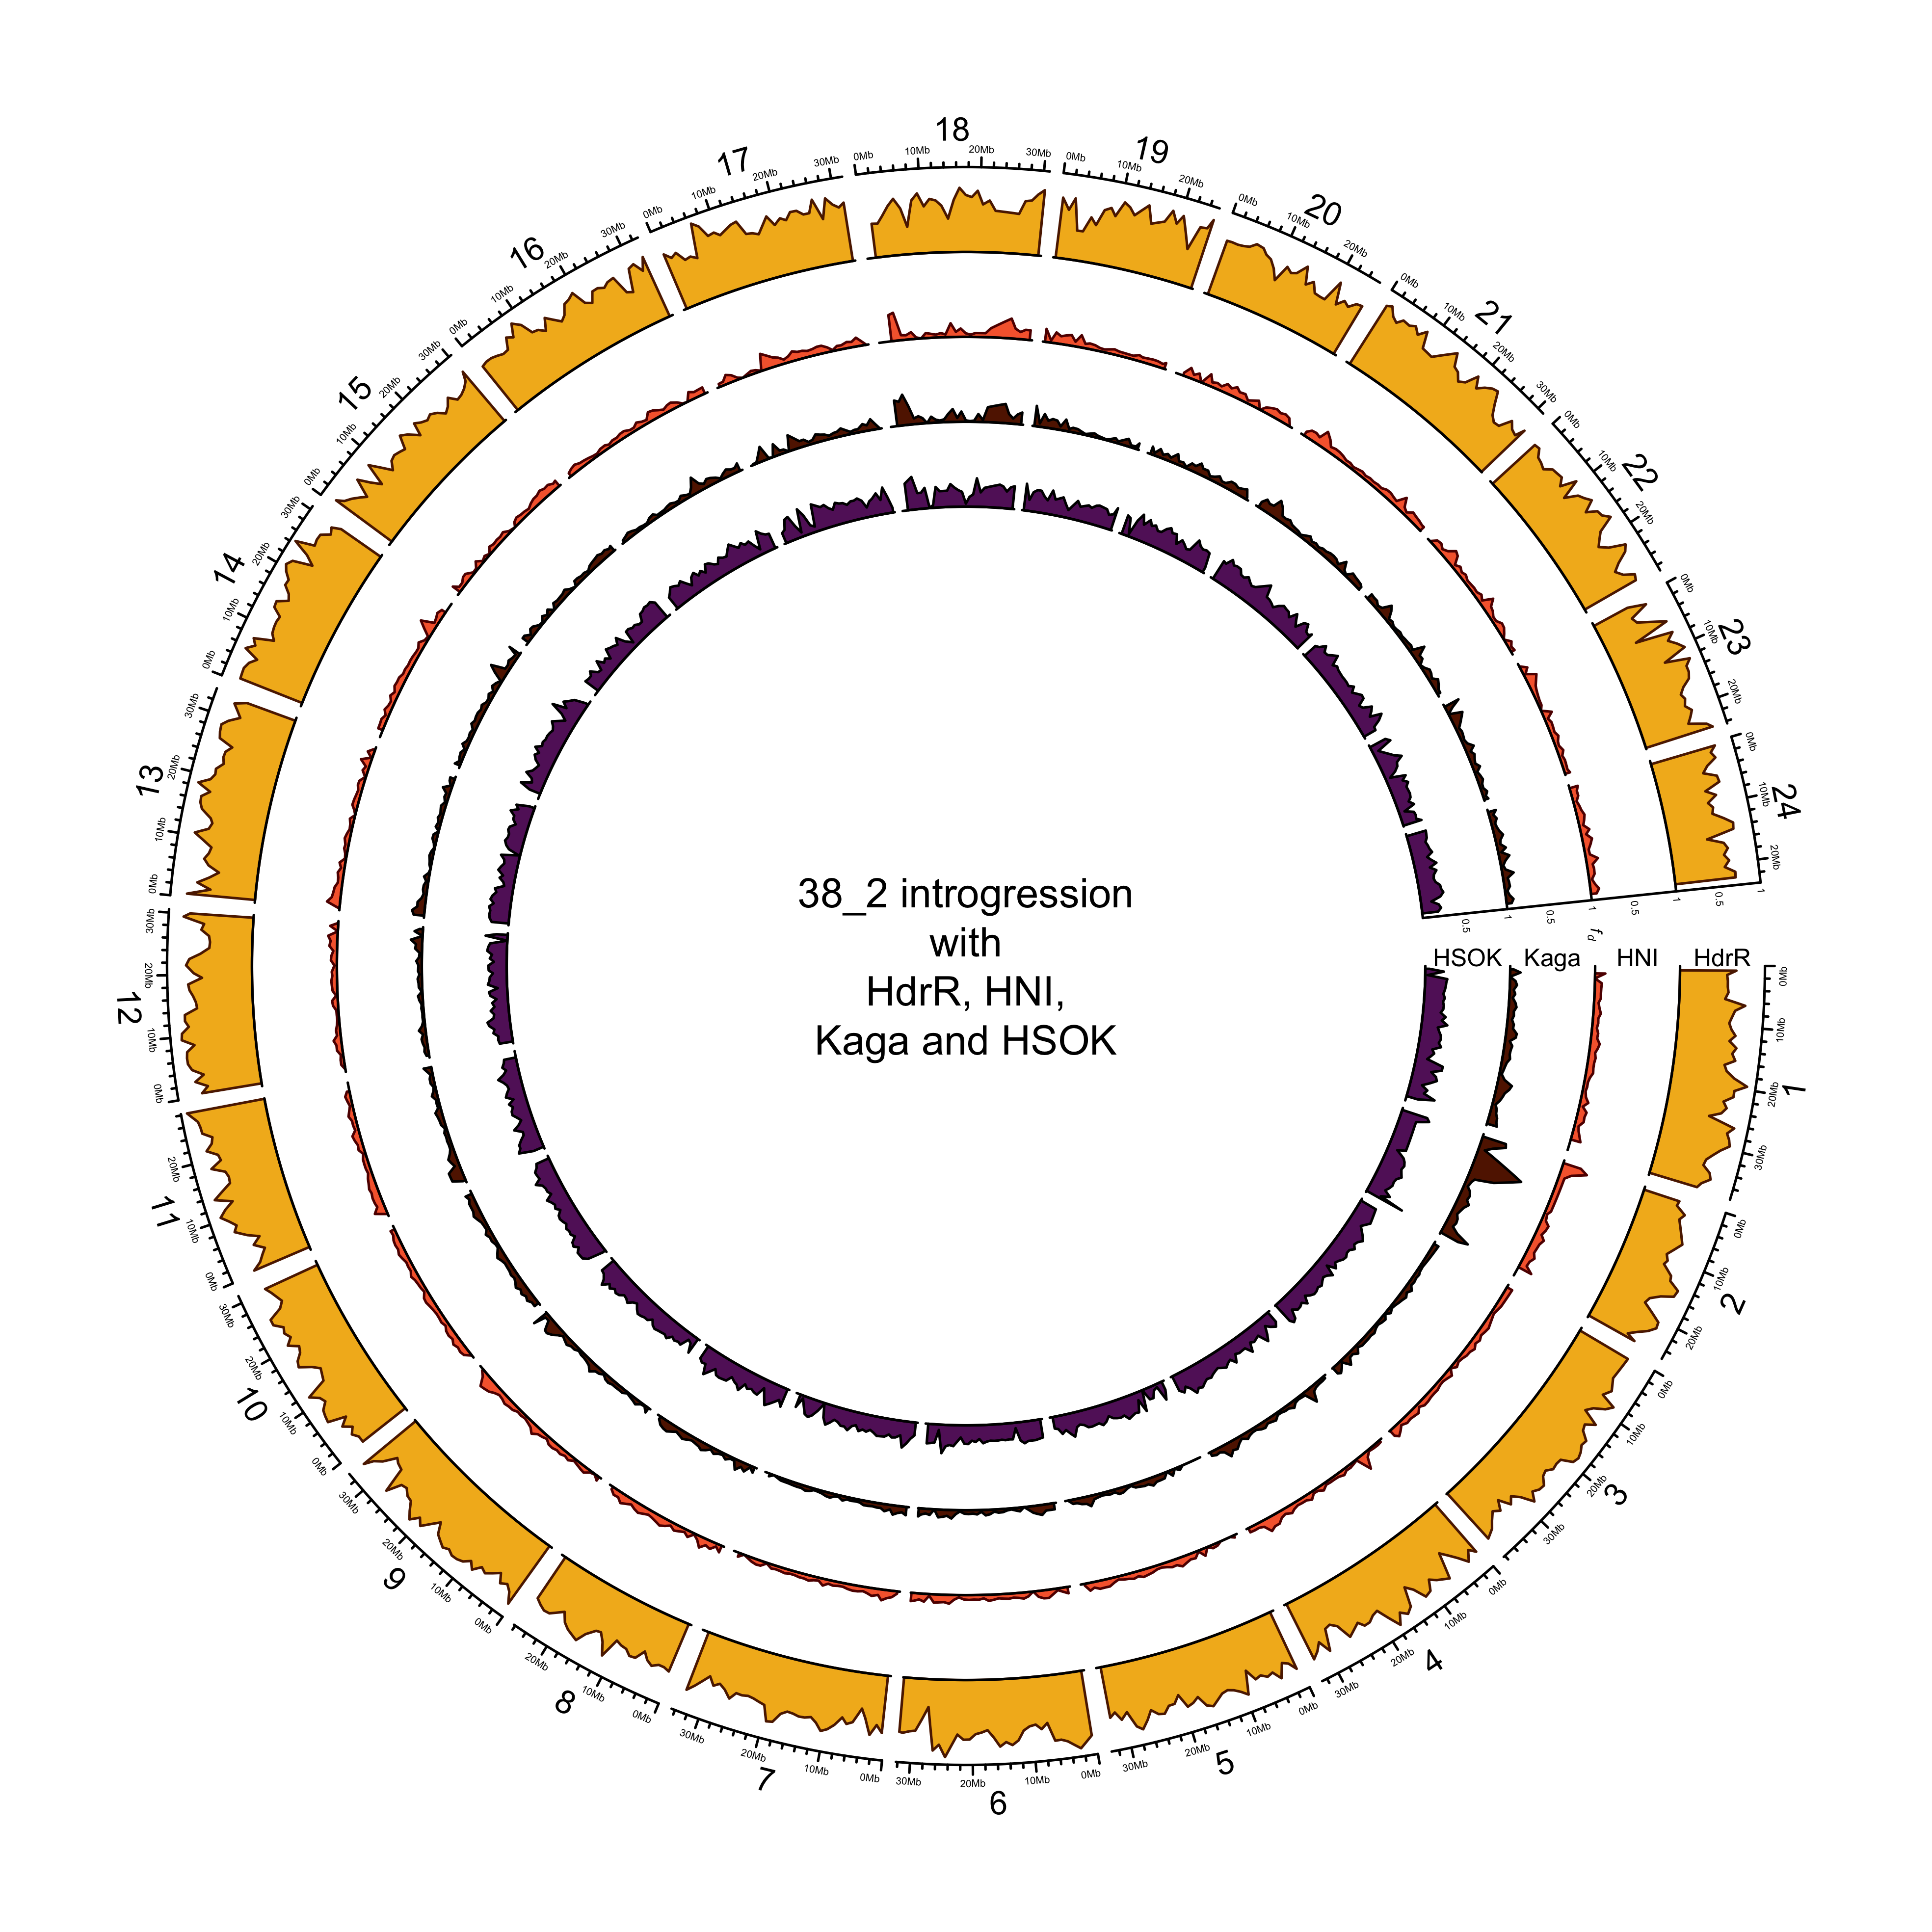 38_2 introgression
with
HdrR, HNI,
Kaga and HSOK
HSOK Kaga HNI HdrR
0.5 1 0.5 1 0.5 1 0.5 1
f_d
1
0Mb 10Mb 20Mb 30Mb
2
0Mb 10Mb 20Mb
3
0Mb 10Mb 20Mb 30Mb
4
0Mb 10Mb 20Mb 30Mb
5
0Mb 10Mb 20Mb 30Mb
6
0Mb 10Mb 20Mb 30Mb
7
0Mb 10Mb 20Mb 30Mb
8
0Mb 10Mb 20Mb
9
0Mb 10Mb 20Mb 30Mb
10
0Mb 10Mb 20Mb 30Mb
11
0Mb 10Mb 20Mb
12
0Mb 10Mb 20Mb 30Mb
13
0Mb 10Mb 20Mb 30Mb
14
0Mb 10Mb 20Mb 30Mb
15
0Mb 10Mb 20Mb 30Mb
16
0Mb 10Mb 20Mb 30Mb
17
0Mb 10Mb 20Mb 30Mb
18
0Mb 10Mb 20Mb 30Mb
19
0Mb 10Mb 20Mb
20
0Mb 10Mb 20Mb
21
0Mb 10Mb 20Mb 30Mb
22
0Mb 10Mb 20Mb
23
0Mb 10Mb 20Mb
24
0Mb 10Mb 20Mb